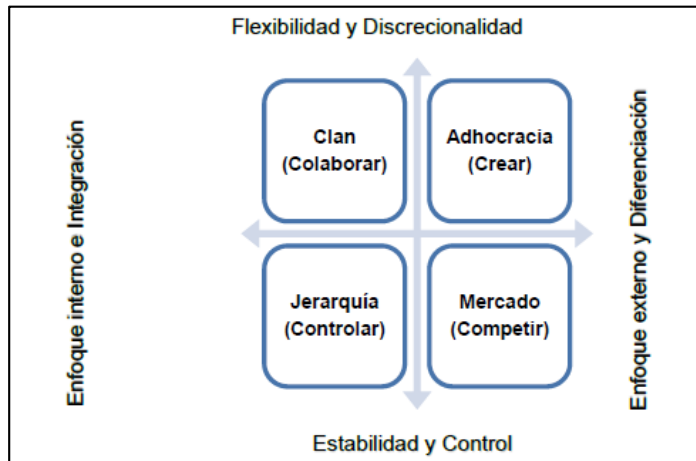 Flexibilidad y Discrecionalidad
Enfoque interno e Integración
Clan
(Colaborar)
Adhocracia
(Crear)
Jerarquía
(Controlar)
Mercado
(Competir)
Enfoque externo y Diferenciación
Estabilidad y Control